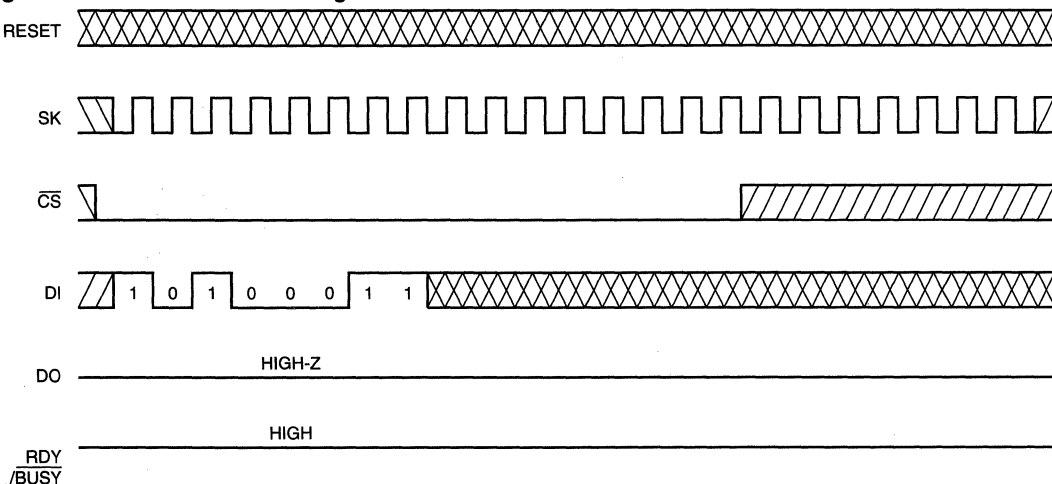 RESET
SK
CS
DI 1 0 1 0 0 0 1 1
HIGH-Z
DO
HIGH
RDY
/BUSY